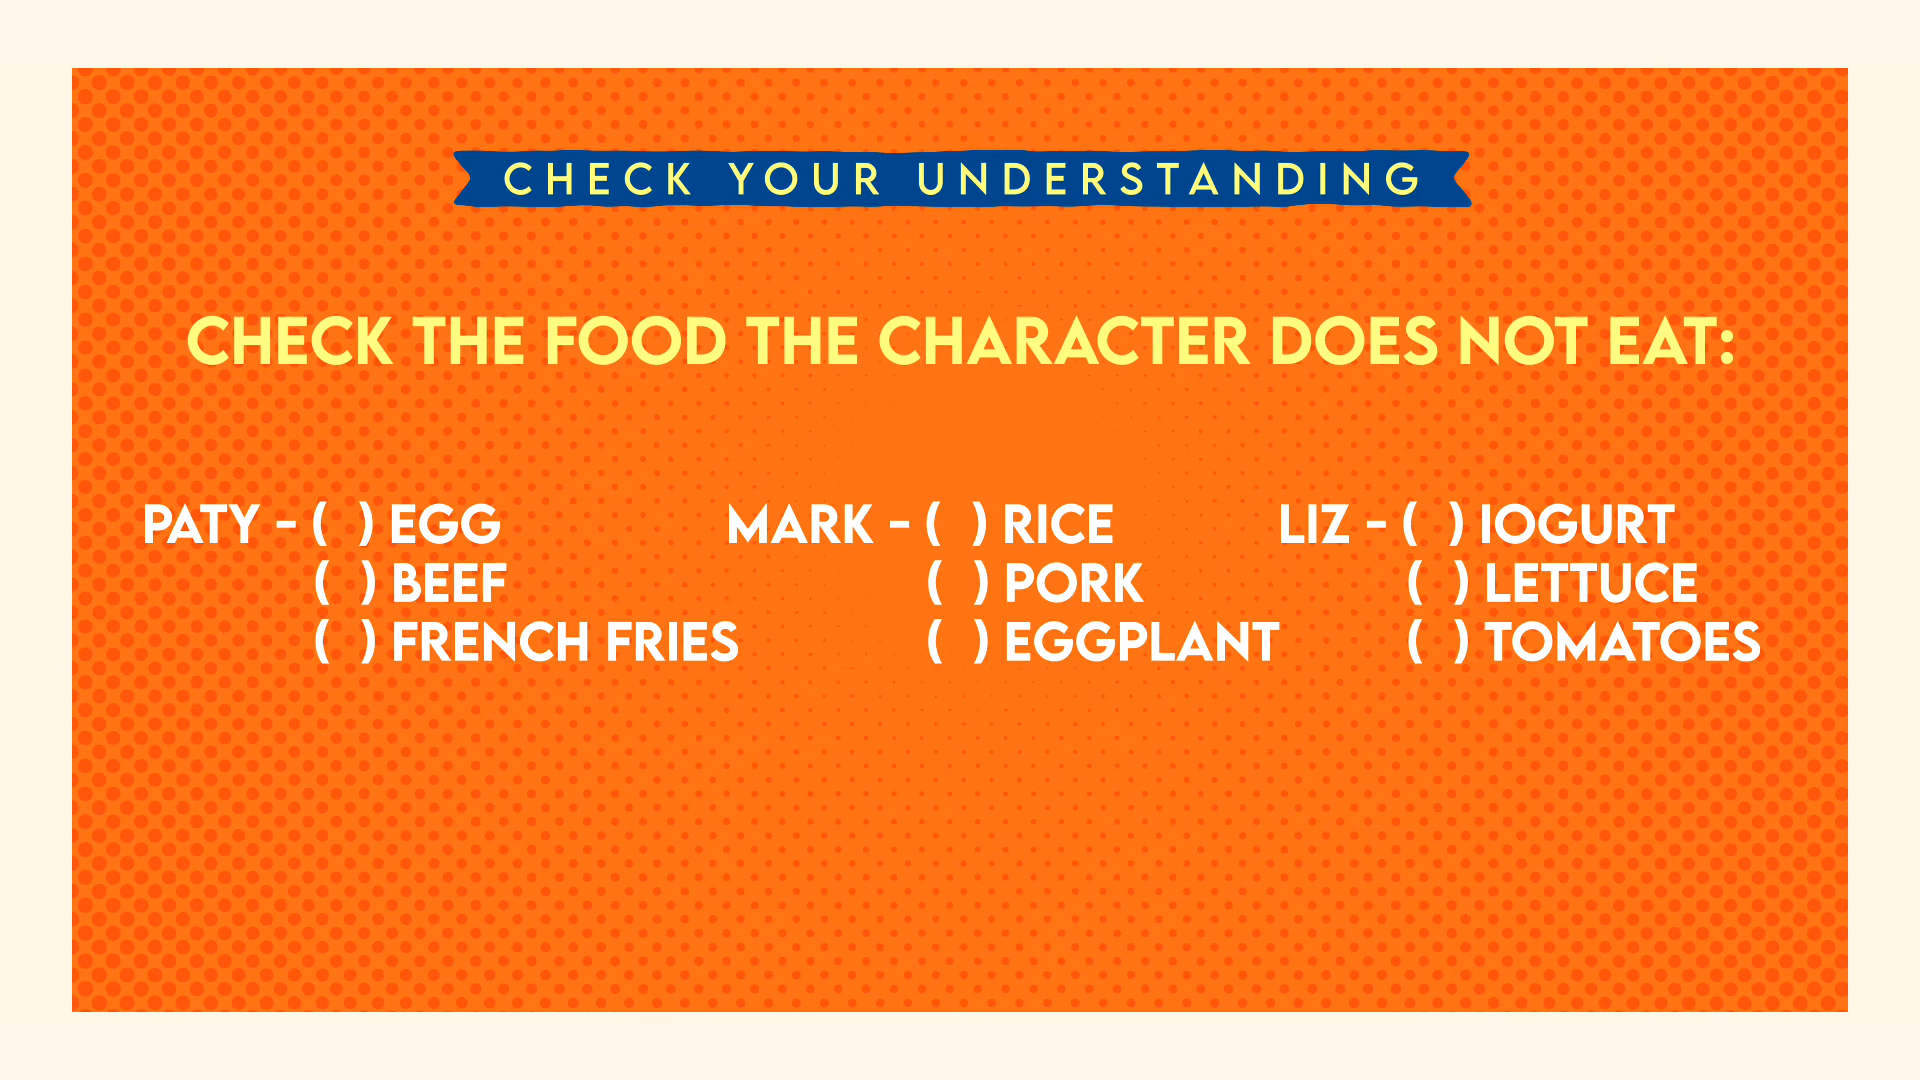 CHECK YOUR UNDERSTANDING
CHECK THE FOOD THE CHARACTER DOES NOT EAT:
PATY - (  ) EGG
(  ) BEEF
(  ) FRENCH FRIES
MARK - (  ) RICE
(  ) PORK
(  ) EGGPLANT
LIZ - (  ) IOGURT
(  ) LETTUCE
(  ) TOMATOES